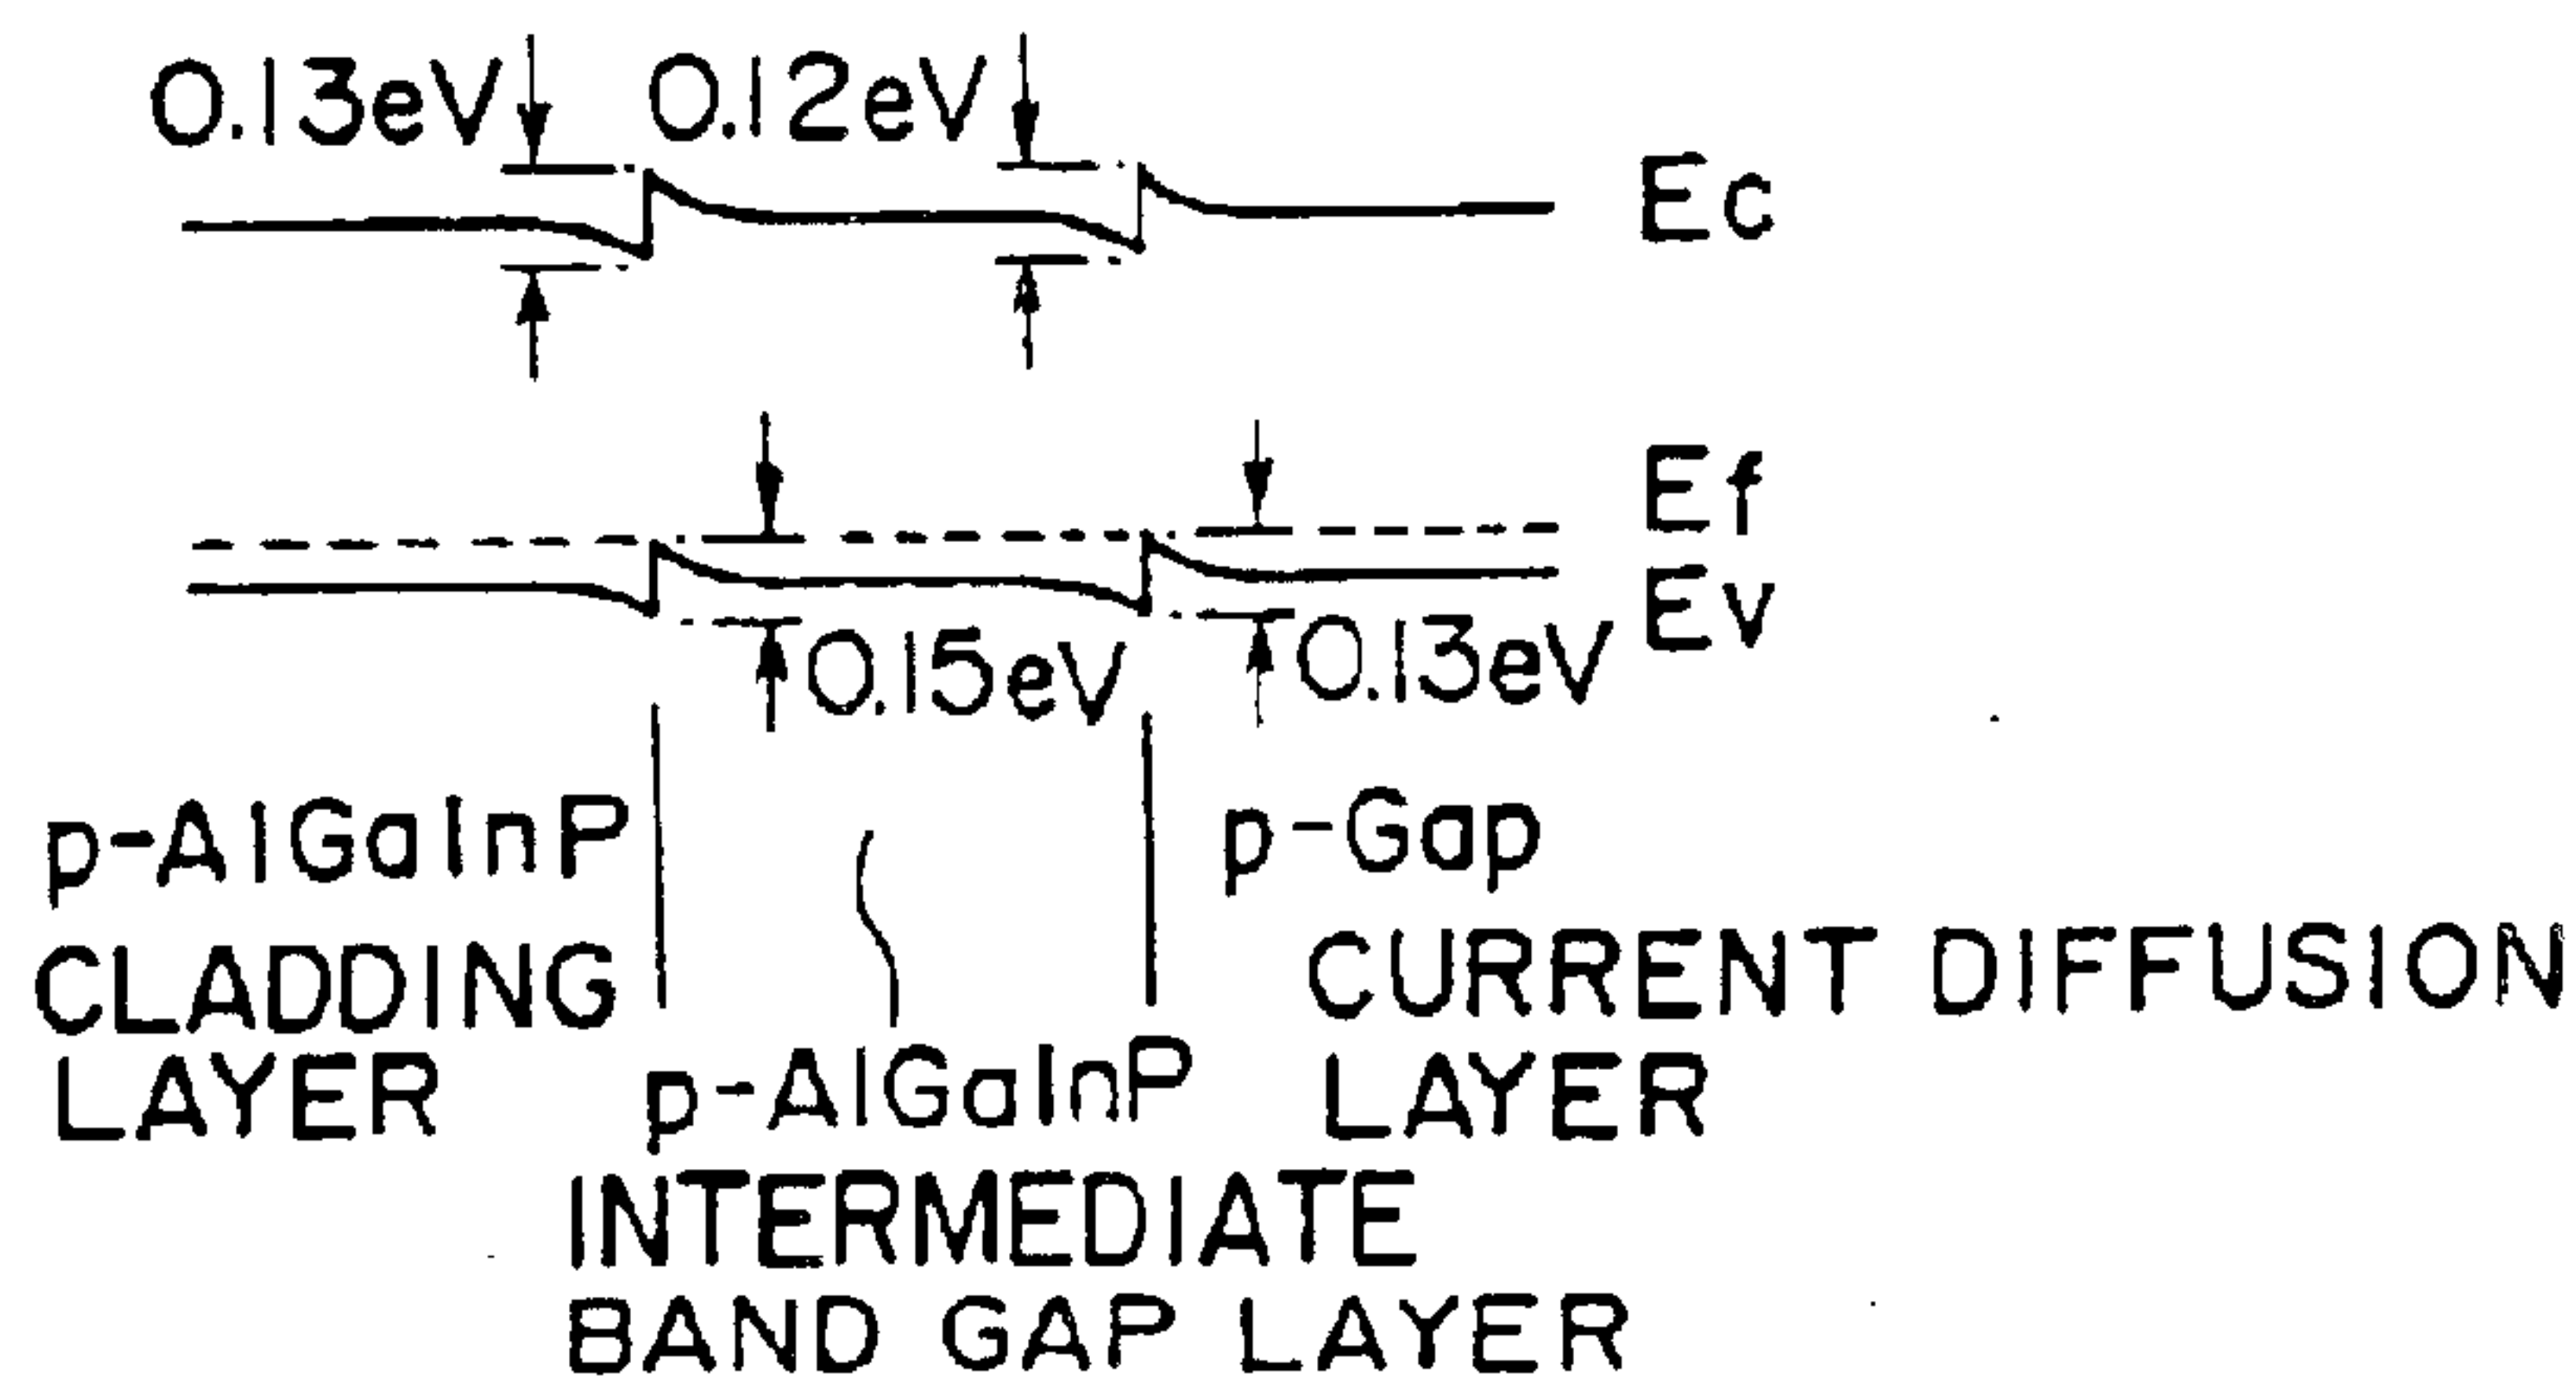 0.13eV 0.12eV
Ec
Ef
Ev
0.15eV 0.13eV
p-AlGaInP
CLADDING
LAYER
p-AlGaInP
INTERMEDIATE
BAND GAP LAYER
p-Gap
CURRENT DIFFUSION
LAYER